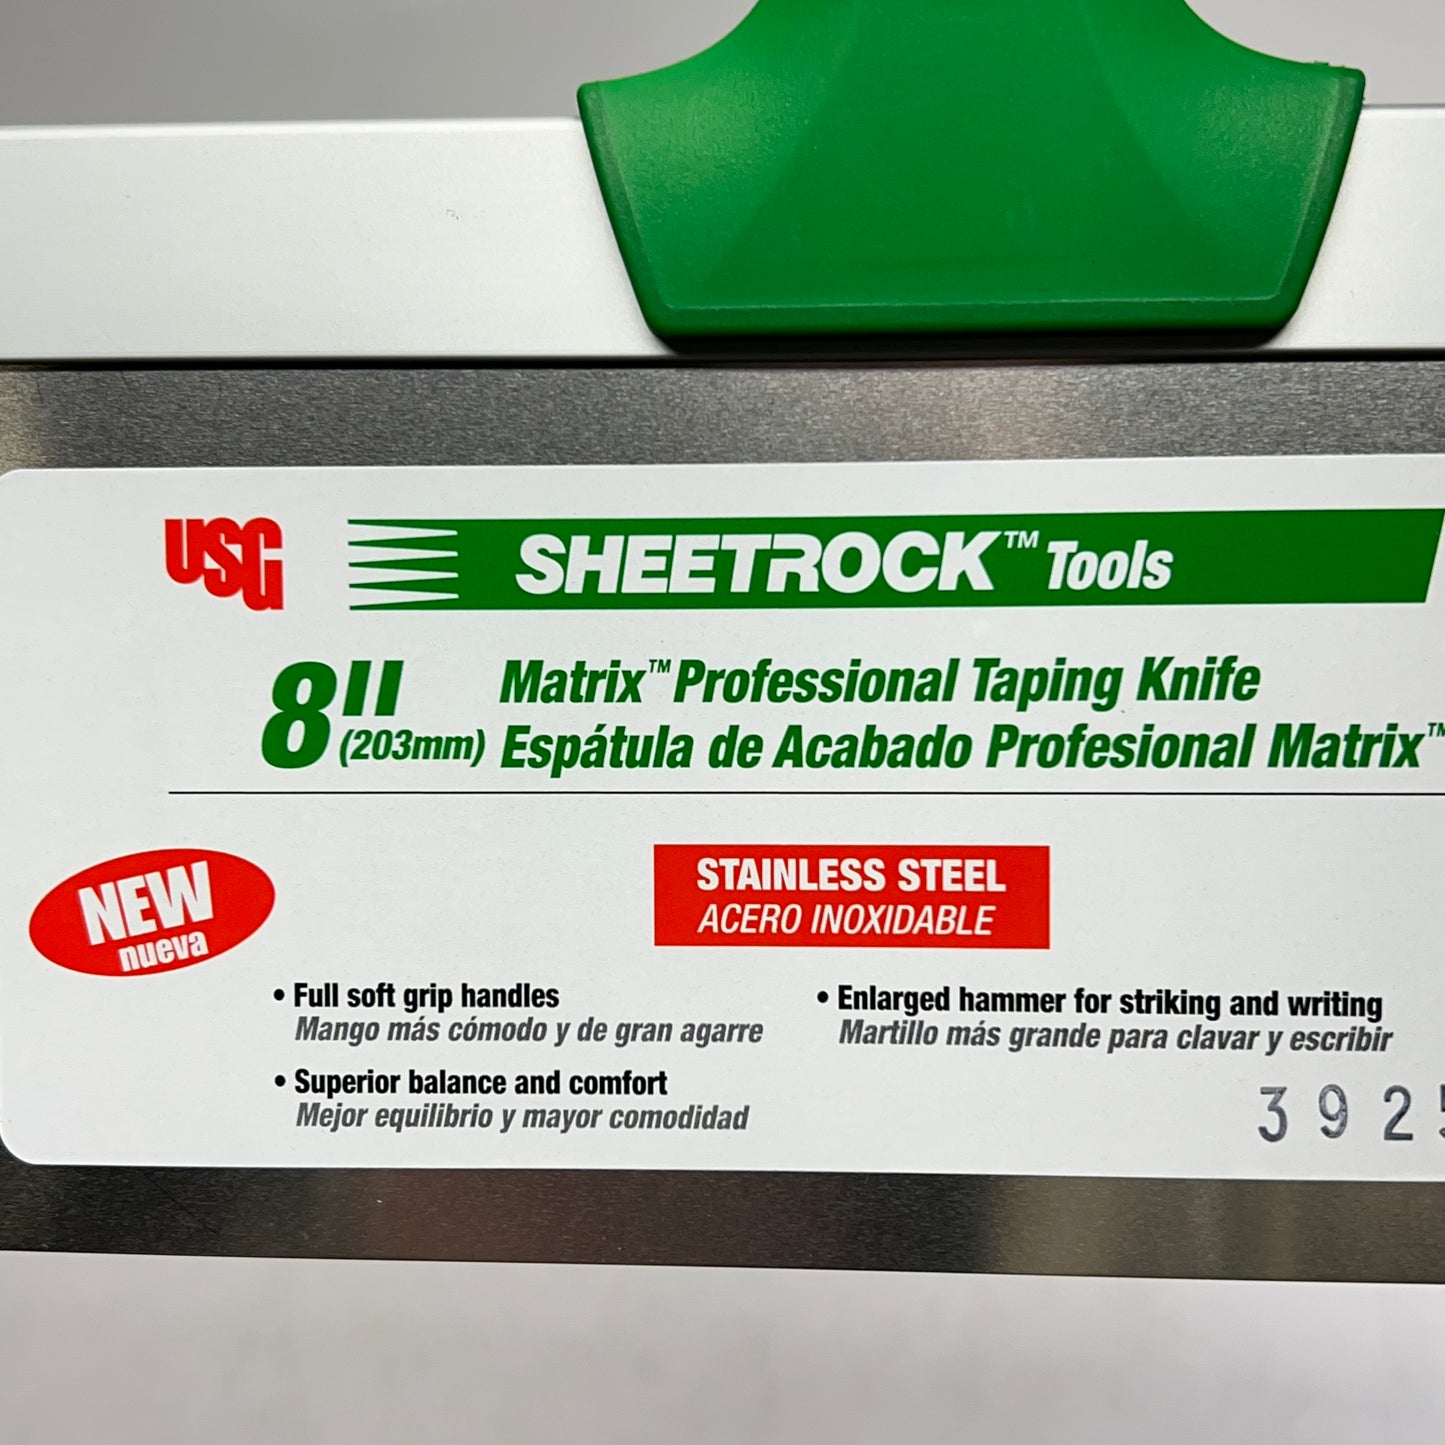 USG
SHEETROCK™ Tools
8"
(203mm)
Matrix™ Professional Taping Knife
Espátula de Acabado Profesional Matrix™
NEW
nueva
STAINLESS STEEL
ACERO INOXIDABLE
• Full soft grip handles
Mango más cómodo y de gran agarre
• Superior balance and comfort
Mejor equilibrio y mayor comodidad
• Enlarged hammer for striking and writing
Martillo más grande para clavar y escribir
3 9 2